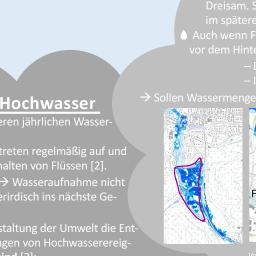 Hochwasser
eren jährlichen Wasser-
treten regelmäßig auf und
halten von Flüssen [2].
→ Wasseraufnahme nicht
erirdisch ins nächste Ge-
staltung der Umwelt die Ent-
ngen von Hochwasserereig-
Dreisam. S
im spätere
Auch wenn F
vor dem Hinte
–
–
→ Sollen Wassermenge
F